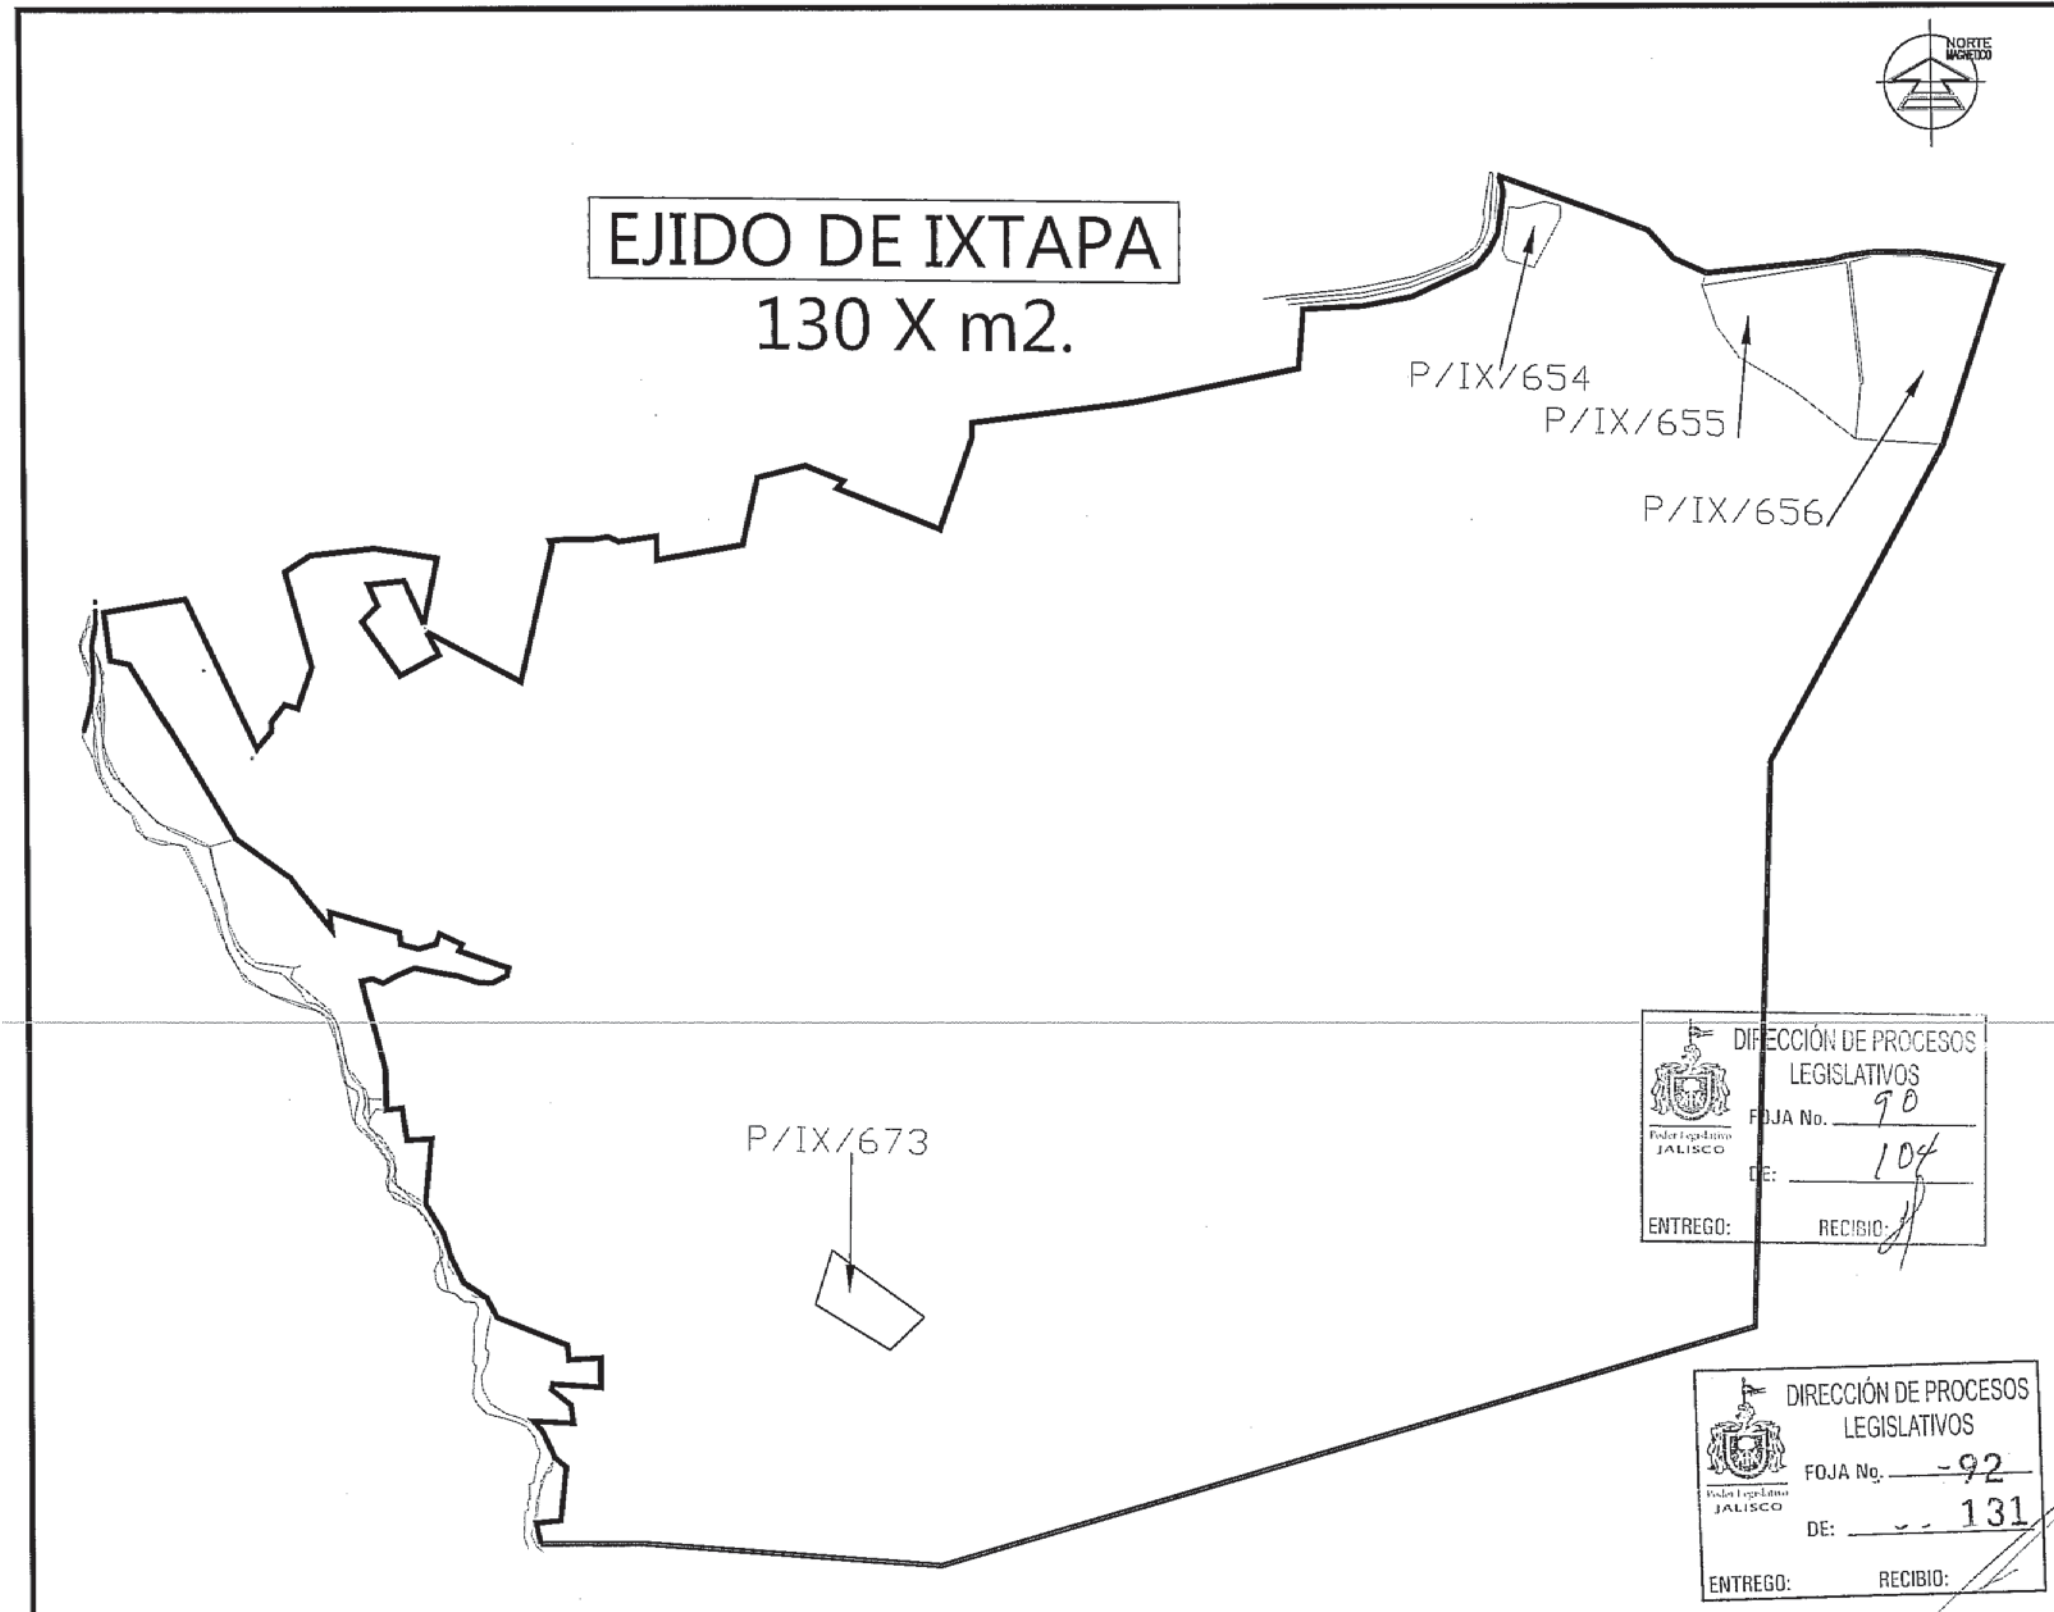 NORTE
MAGNETICO
EJIDO DE IXTAPA
130 X m2.
P/IX/654
P/IX/655
P/IX/656
P/IX/673
DIRECCIÓN DE PROCESOS
LEGISLATIVOS
FOJA No. 90
Poder Legislativo
JALISCO
DE: 104
ENTREGO: RECIBIO:
DIRECCIÓN DE PROCESOS
LEGISLATIVOS
FOJA No. -92
Poder Legislativo
JALISCO
DE: 131
ENTREGO: RECIBIO: